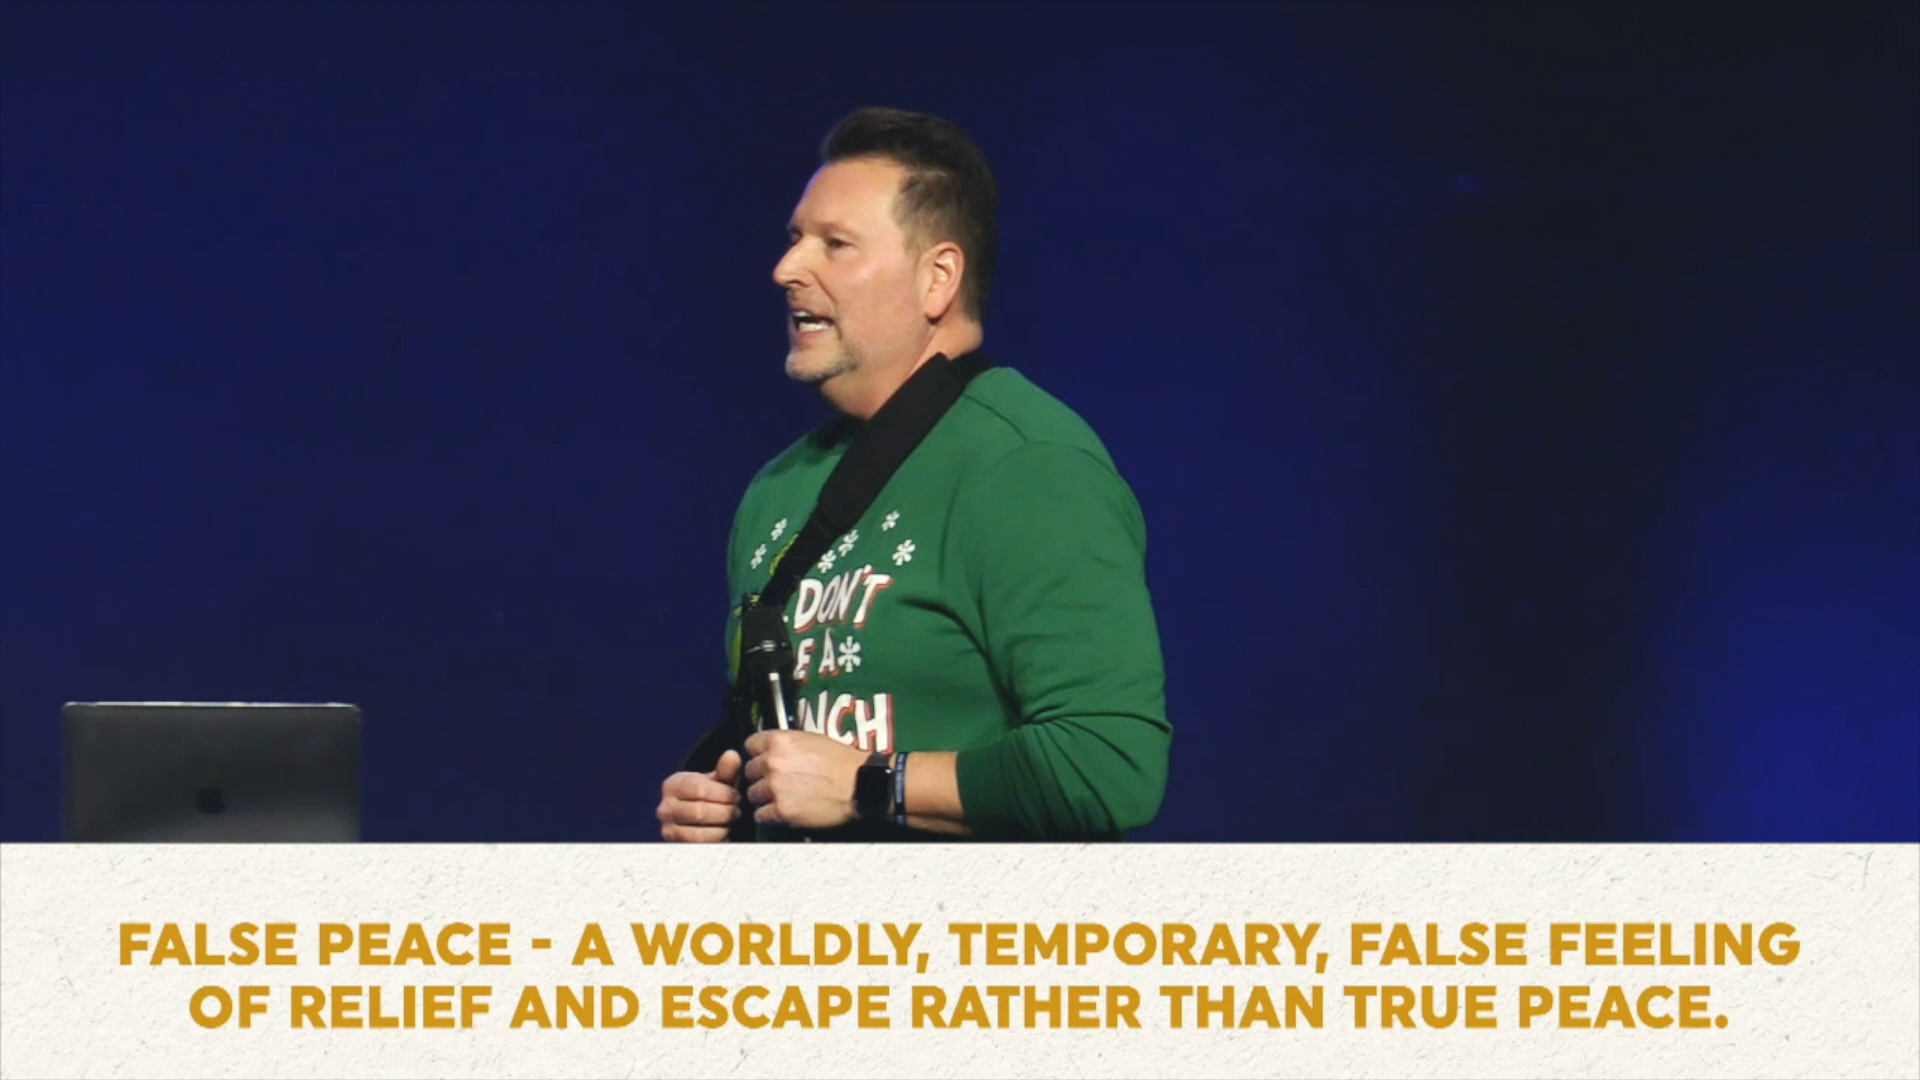 DON'T
E A
NCH
FALSE PEACE - A WORLDLY, TEMPORARY, FALSE FEELING
OF RELIEF AND ESCAPE RATHER THAN TRUE PEACE.